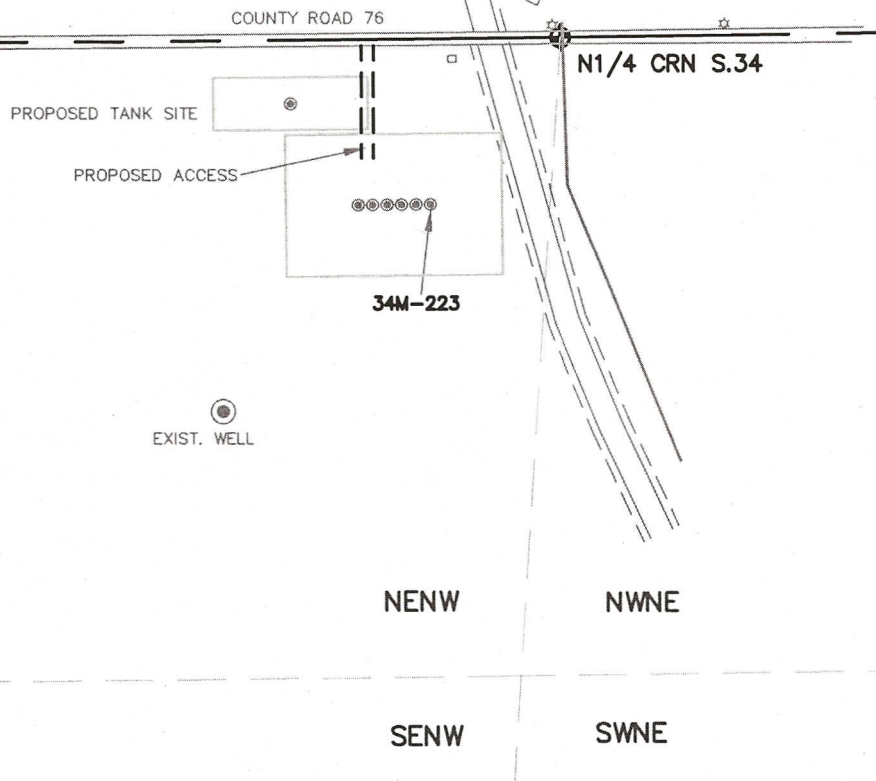 COUNTY ROAD 76
N1/4 CRN S.34
PROPOSED TANK SITE
PROPOSED ACCESS
34M-223
EXIST. WELL
NENW
NWNE
SENW
SWNE